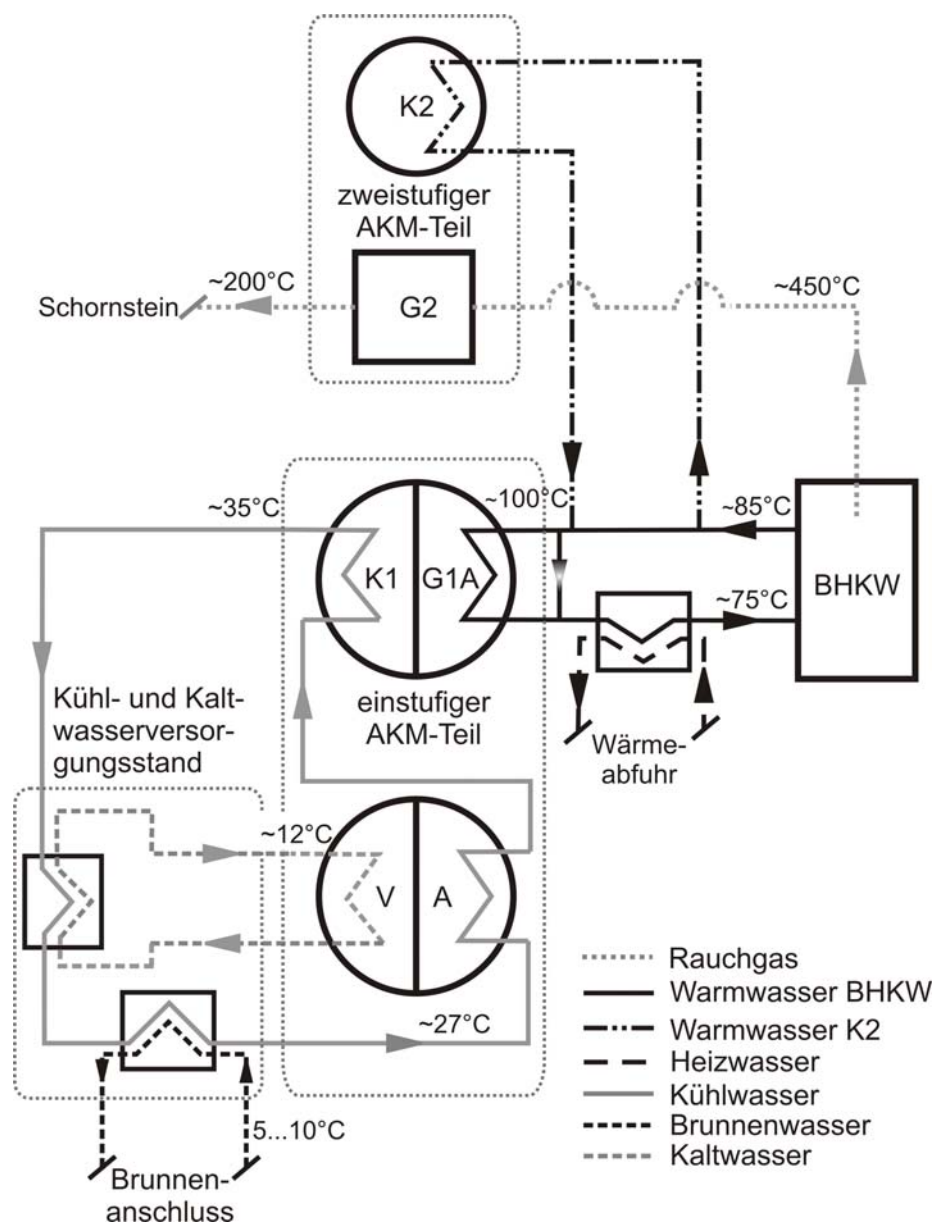 K2
zweistufiger
AKM-Teil
~200°C
~450°C
Schornstein
G2
~35°C
~100°C
~85°C
K1
G1A
BHKW
~75°C
einstufiger
AKM-Teil
Kühl- und Kalt-
wasserversor-
gungsstand
Wärme-
abfuhr
~12°C
V
A
~27°C
5...10°C
Brunnen-
anschluss
Rauchgas
Warmwasser BHKW
Warmwasser K2
Heizwasser
Kühlwasser
Brunnenwasser
Kaltwasser